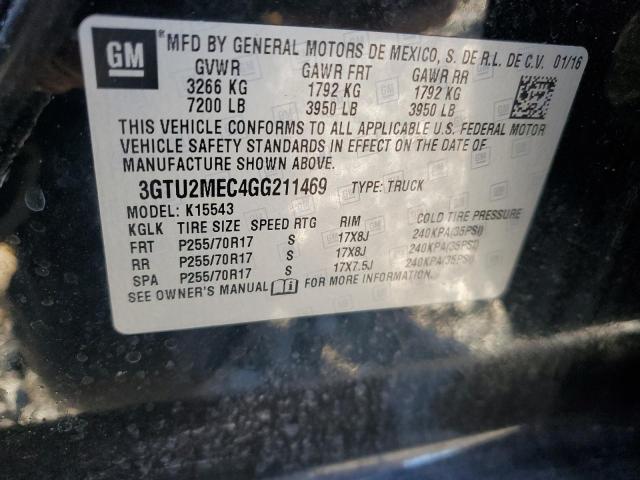 GM MFD BY GENERAL MOTORS DE MEXICO, S. DE R.L. DE C.V. 01/16
GVWR GAWR FRT GAWR RR
3266 KG 1792 KG 1792 KG
7200 LB 3950 LB 3950 LB
THIS VEHICLE CONFORMS TO ALL APPLICABLE U.S. FEDERAL MOTOR
VEHICLE SAFETY STANDARDS IN EFFECT ON THE DATE OF
MANUFACTURE SHOWN ABOVE.
3GTU2MEC4GG211469 TYPE: TRUCK
MODEL: K15543
KGLK TIRE SIZE SPEED RTG RIM COLD TIRE PRESSURE
FRT P255/70R17 S 17X8J 240KPA(35PSI)
RR P255/70R17 S 17X8J 240KPA(35PSI)
SPA P255/70R17 S 17X7.5J 240KPA(35PSI)
SEE OWNER'S MANUAL FOR MORE INFORMATION.